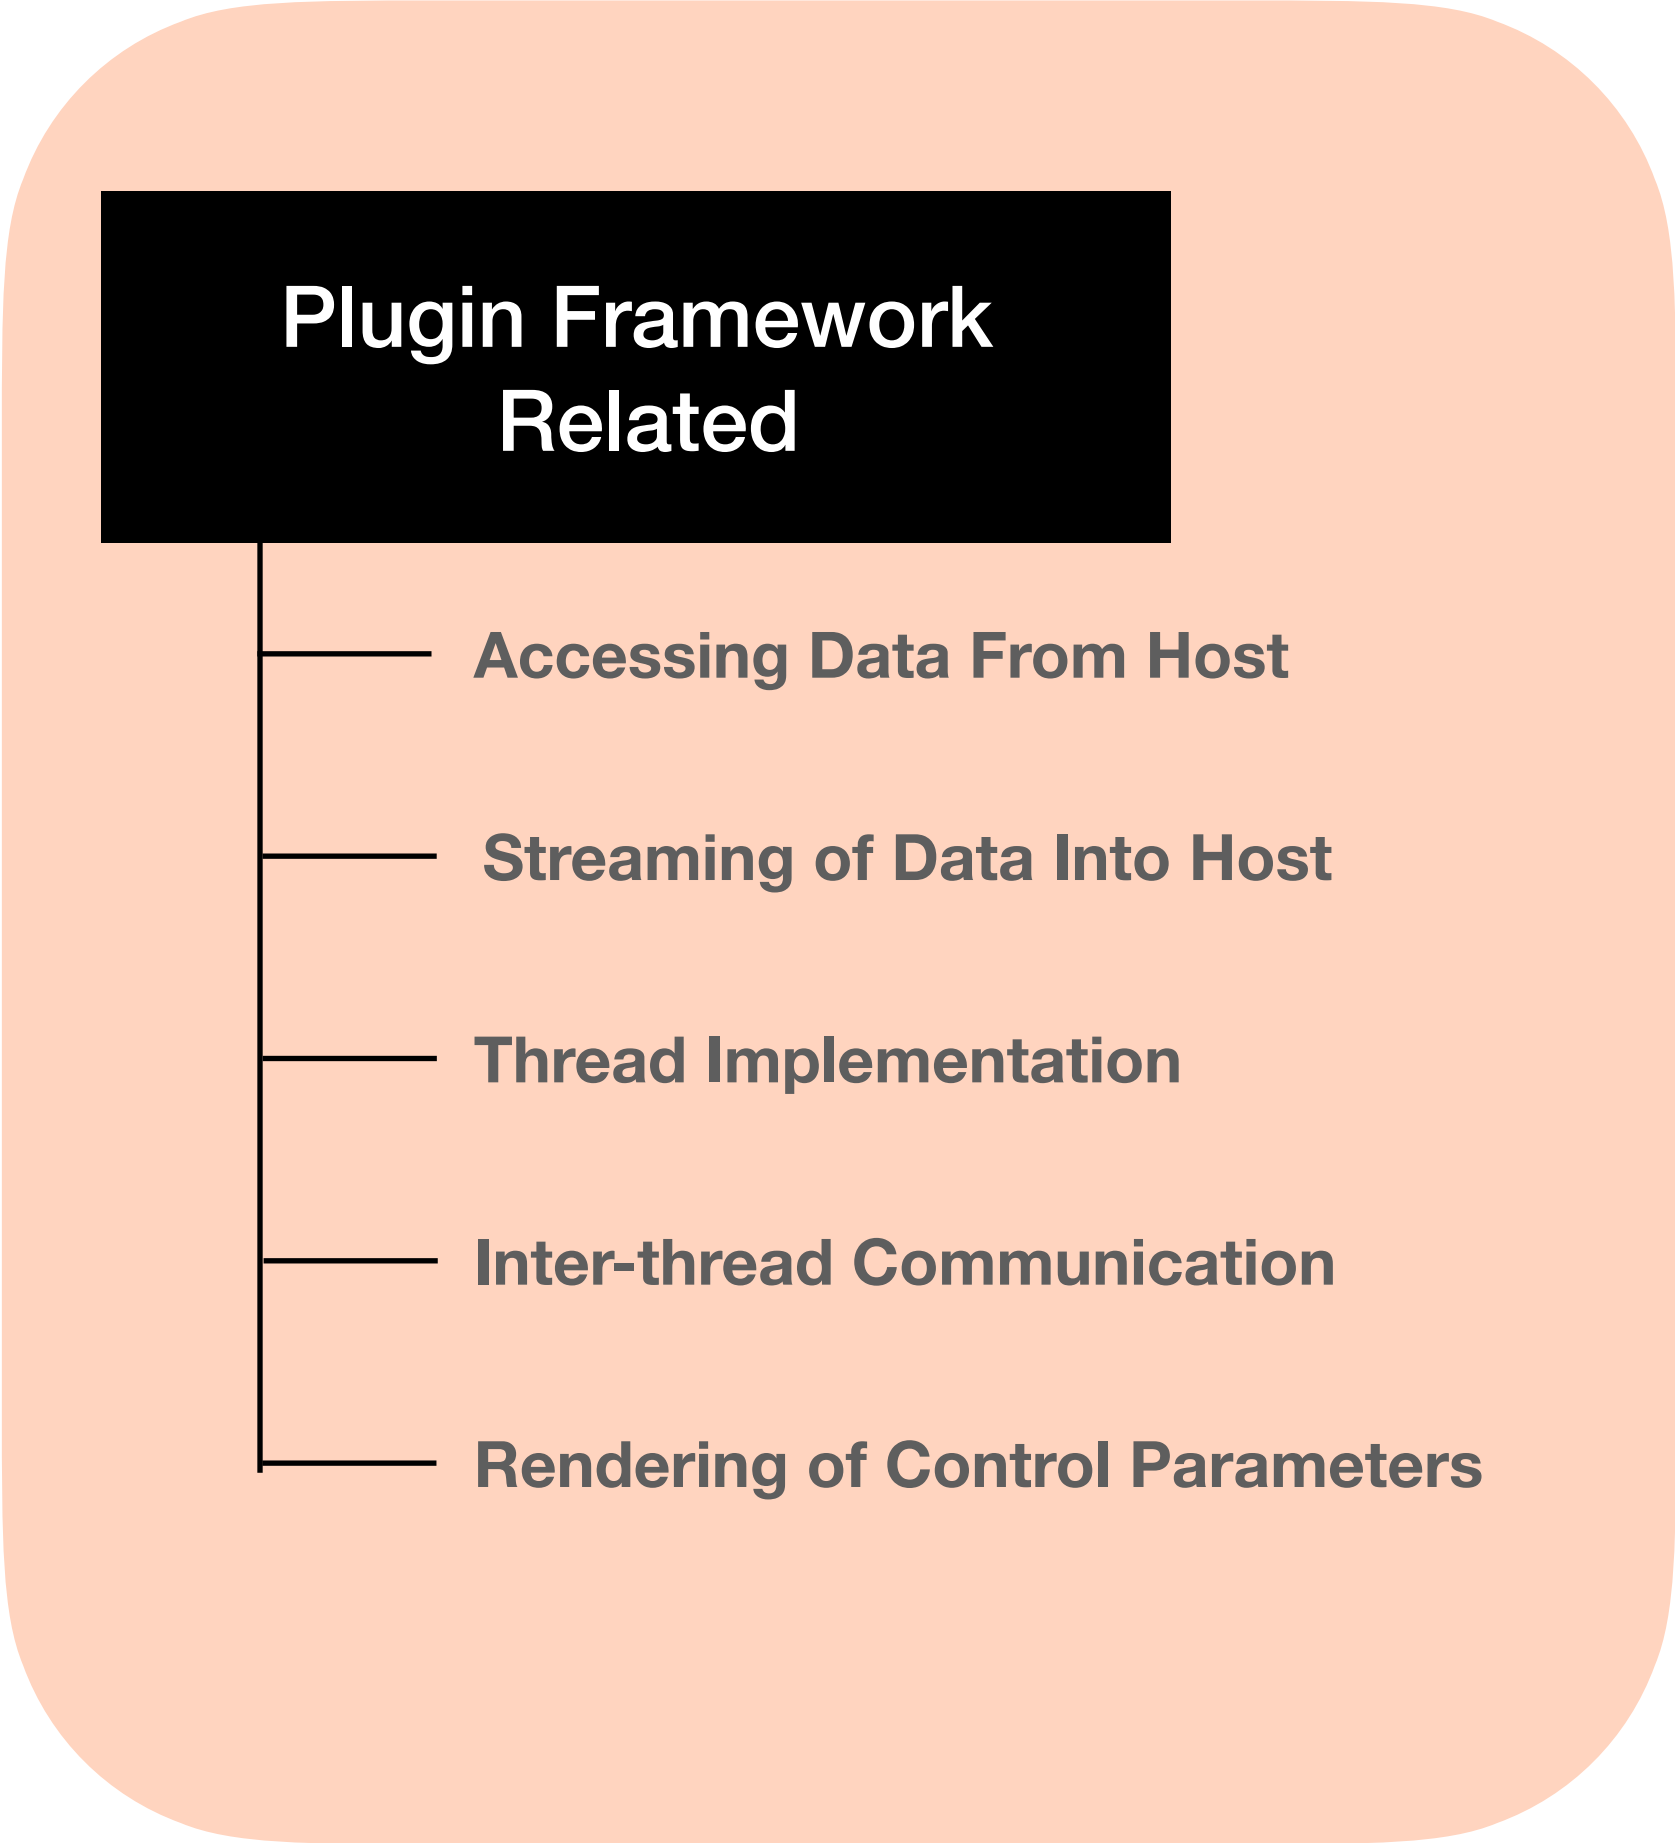 Plugin Framework
Related
Accessing Data From Host
Streaming of Data Into Host
Thread Implementation
Inter-thread Communication
Rendering of Control Parameters